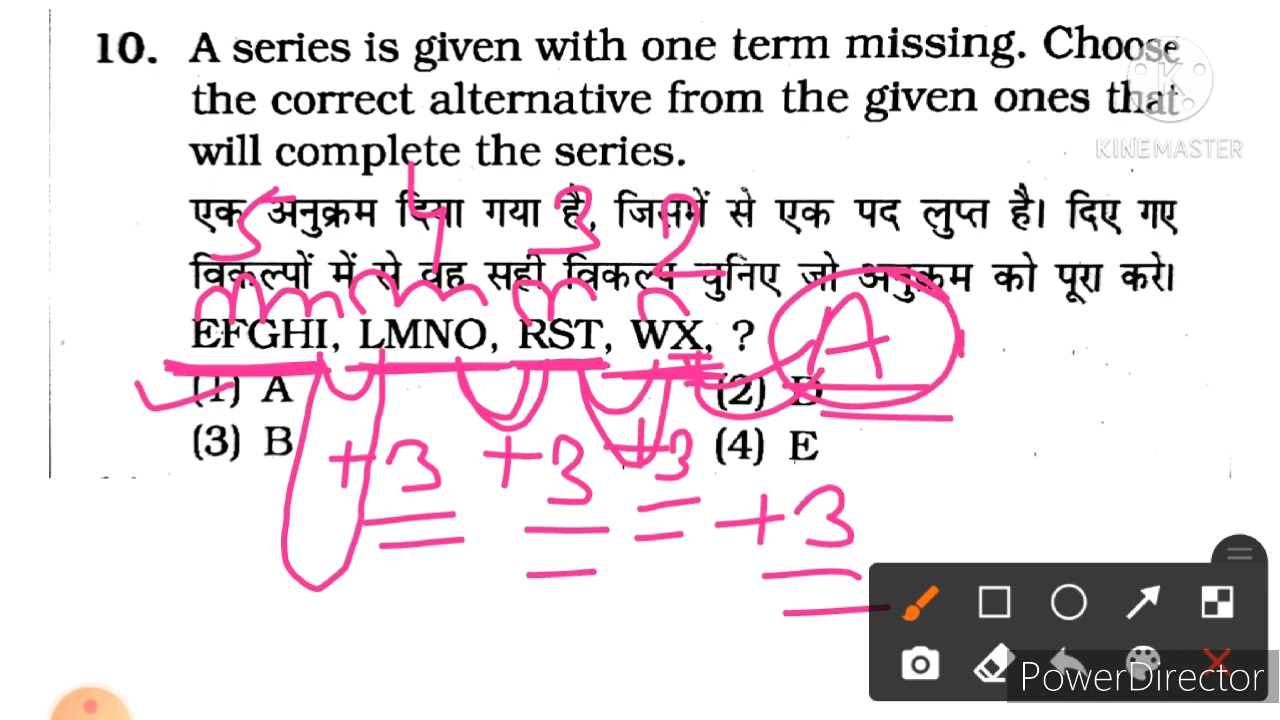 10. A series is given with one term missing. Choose
the correct alternative from the given ones that
will complete the series.
एक अनुक्रम दिया गया है, जिसमें से एक पद लुप्त है। दिए गए
विकल्पों में से वह सही विकल्प चुनिए जो अनुक्रम को पूरा करे।
5 4 3 2
EFGHI, LMNO, RST, WX, ? A
(1) A (2) D
(3) B (4) E
+3 +3 +3 +3
KINEMASTER
PowerDirector